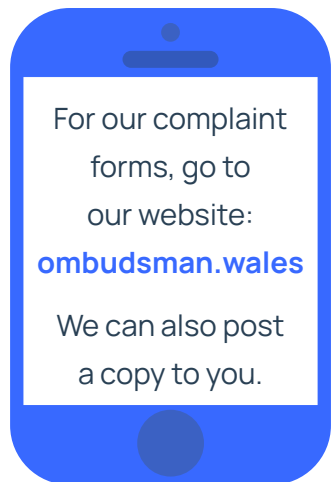 For our complaint
forms, go to
our website:
ombudsman.wales
We can also post
a copy to you.